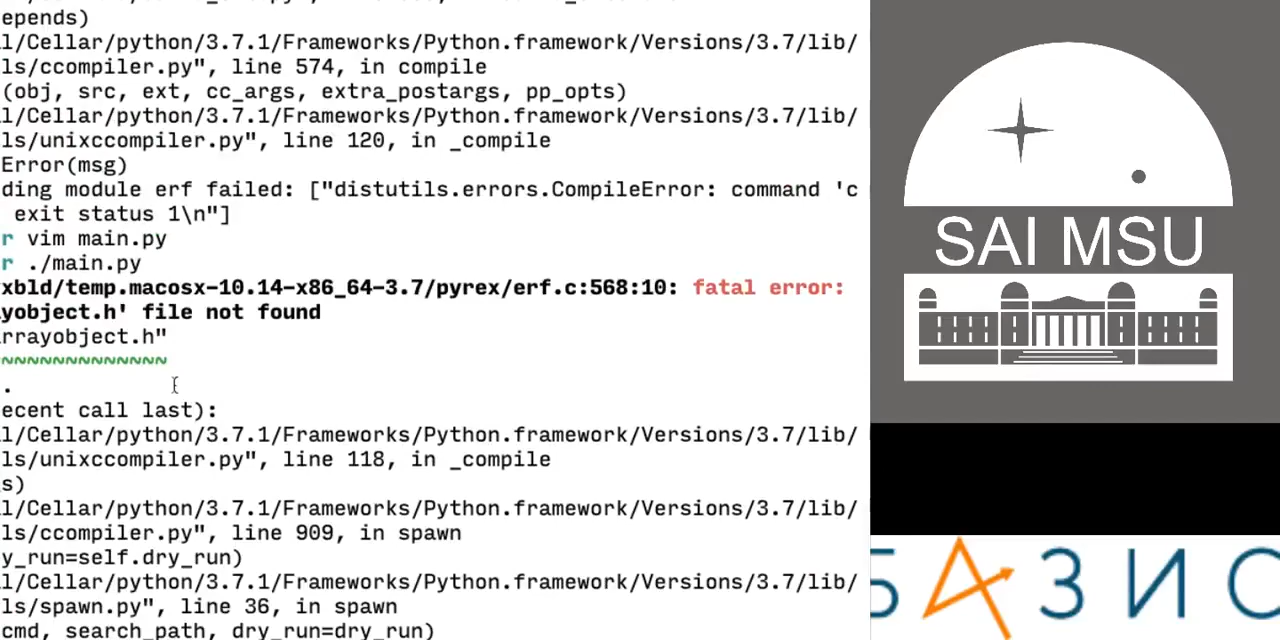 epends)
l/Cellar/python/3.7.1/Frameworks/Python.framework/Versions/3.7/lib/
ls/ccompiler.py", line 574, in compile
(obj, src, ext, cc_args, extra_postargs, pp_opts)
l/Cellar/python/3.7.1/Frameworks/Python.framework/Versions/3.7/lib/
ls/unixccompiler.py", line 120, in _compile
Error(msg)
ding module erf failed: ["distutils.errors.CompileError: command 'c
exit status 1\n"]
r vim main.py
r ./main.py
xbld/temp.macosx-10.14-x86_64-3.7/pyrex/erf.c:568:10: fatal error:
yobject.h' file not found
rrayobject.h"
~~~~~~~~~~~~~
.
ecent call last):
l/Cellar/python/3.7.1/Frameworks/Python.framework/Versions/3.7/lib/
ls/unixccompiler.py", line 118, in _compile
s)
l/Cellar/python/3.7.1/Frameworks/Python.framework/Versions/3.7/lib/
ls/ccompiler.py", line 909, in spawn
y_run=self.dry_run)
l/Cellar/python/3.7.1/Frameworks/Python.framework/Versions/3.7/lib/
ls/spawn.py", line 36, in spawn
cmd, search_path, dry_run=dry_run)
SAI MSU
БАЗИС